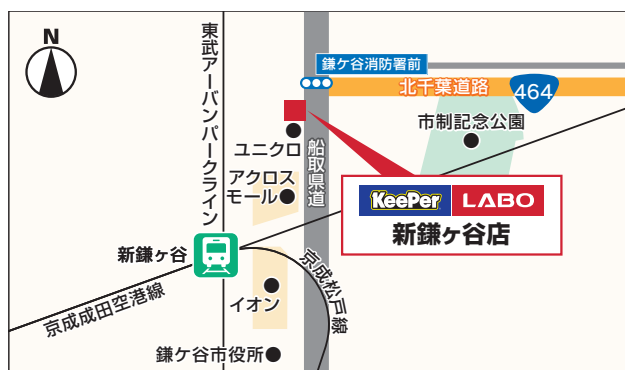 N
東武アーバンパークライン
鎌ケ谷消防署前
北千葉道路
464
市制記念公園
ユニクロ
船取県道
アクロス
モール
KeePer LABO
新鎌ヶ谷店
新鎌ヶ谷
京成成田空港線
イオン
京成松戸線
鎌ケ谷市役所